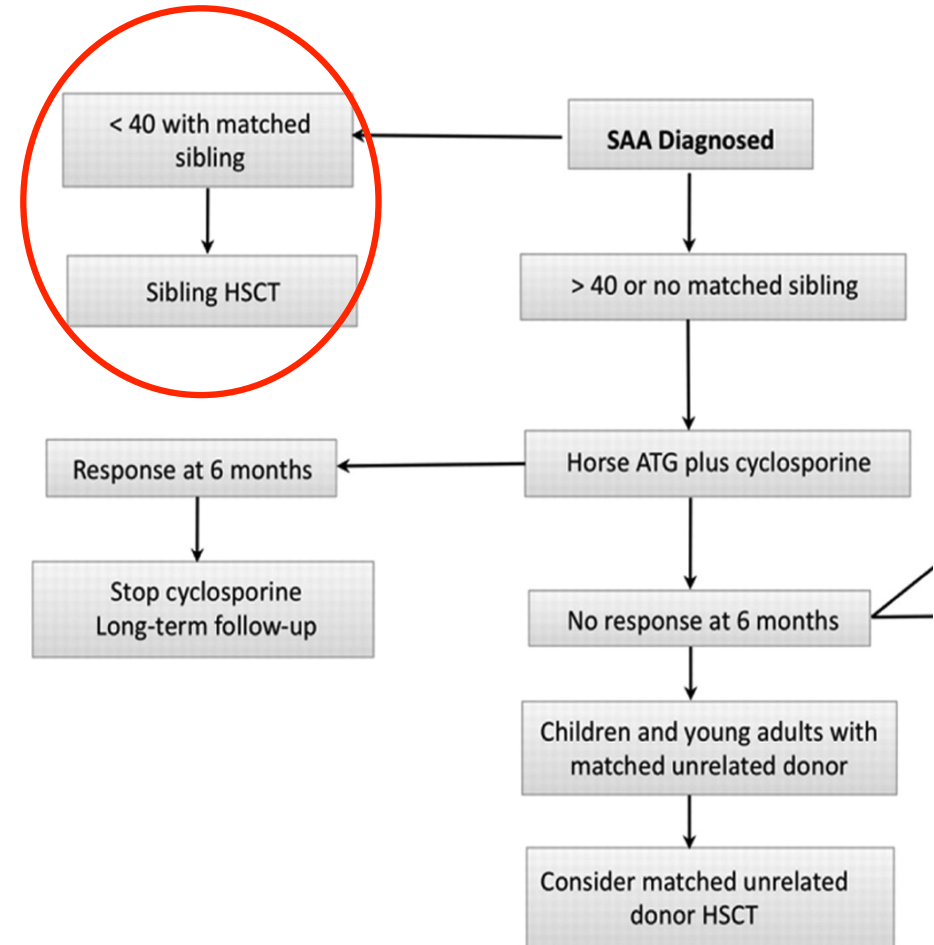 < 40 with matched
sibling
SAA Diagnosed
Sibling HSCT
> 40 or no matched sibling
Response at 6 months
Horse ATG plus cyclosporine
Stop cyclosporine
Long-term follow-up
No response at 6 months
Children and young adults with
matched unrelated donor
Consider matched unrelated
donor HSCT